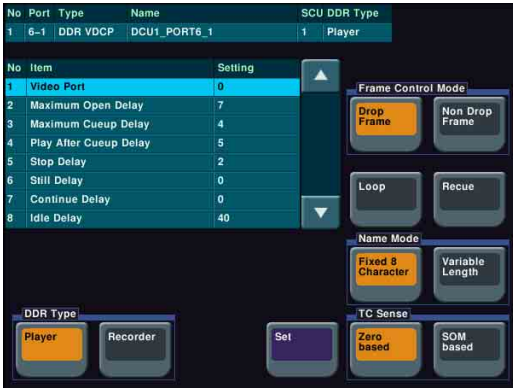 No Port Type Name SCU DDR Type
1 6-1 DDR VDCP DCU1_PORT6_1 1 Player
No Item Setting
1 Video Port 0
2 Maximum Open Delay 7
3 Maximum Cueup Delay 4
4 Play After Cueup Delay 5
5 Stop Delay 2
6 Still Delay 0
7 Continue Delay 0
8 Idle Delay 40
Frame Control Mode
Drop Frame
Non Drop Frame
Loop
Recue
Name Mode
Fixed 8 Character
Variable Length
DDR Type
Player
Recorder
Set
TC Sense
Zero based
SOM based